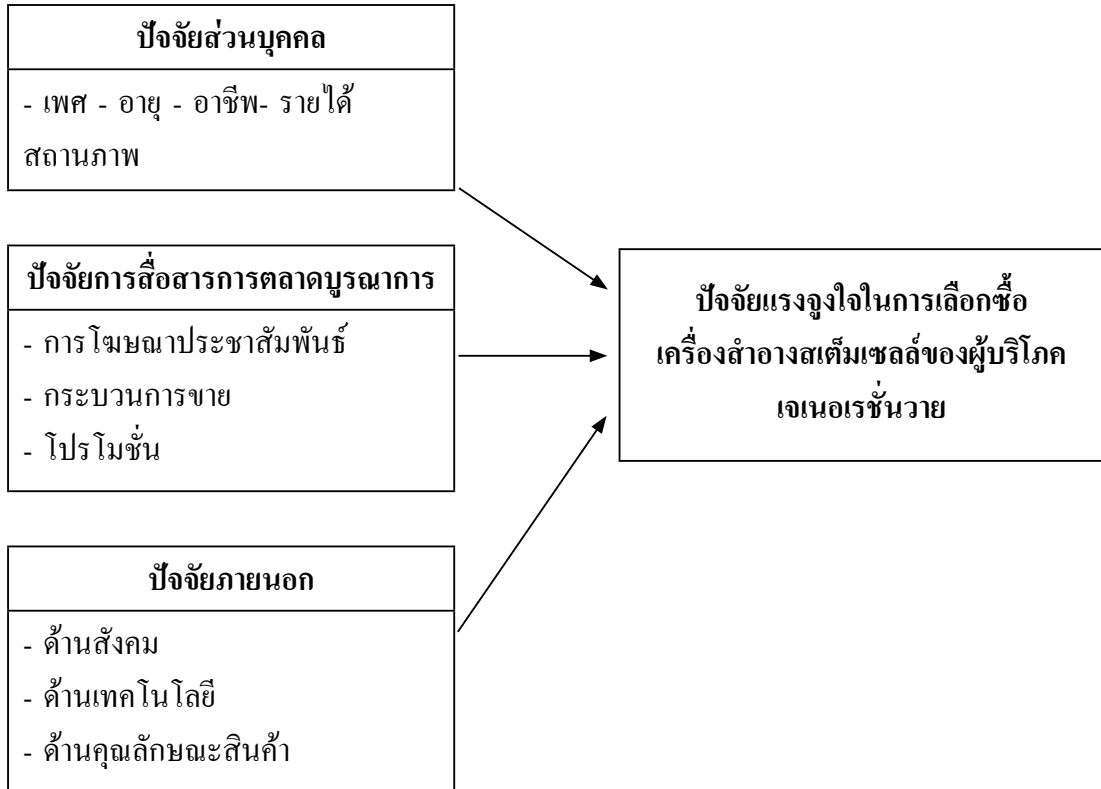 ปัจจัยส่วนบุคคล
- เพศ - อายุ - อาชีพ- รายได้
สถานภาพ
ปัจจัยการสื่อสารการตลาดบูรณาการ
- การโฆษณาประชาสัมพันธ์
- กระบวนการขาย
- โปรโมชั่น
ปัจจัยภายนอก
- ด้านสังคม
- ด้านเทคโนโลยี
- ด้านคุณลักษณะสินค้า
ปัจจัยแรงจูงใจในการเลือกซื้อ
เครื่องสำอางสเต็มเซลล์ของผู้บริโภค
เจเนอเรชั่นวาย